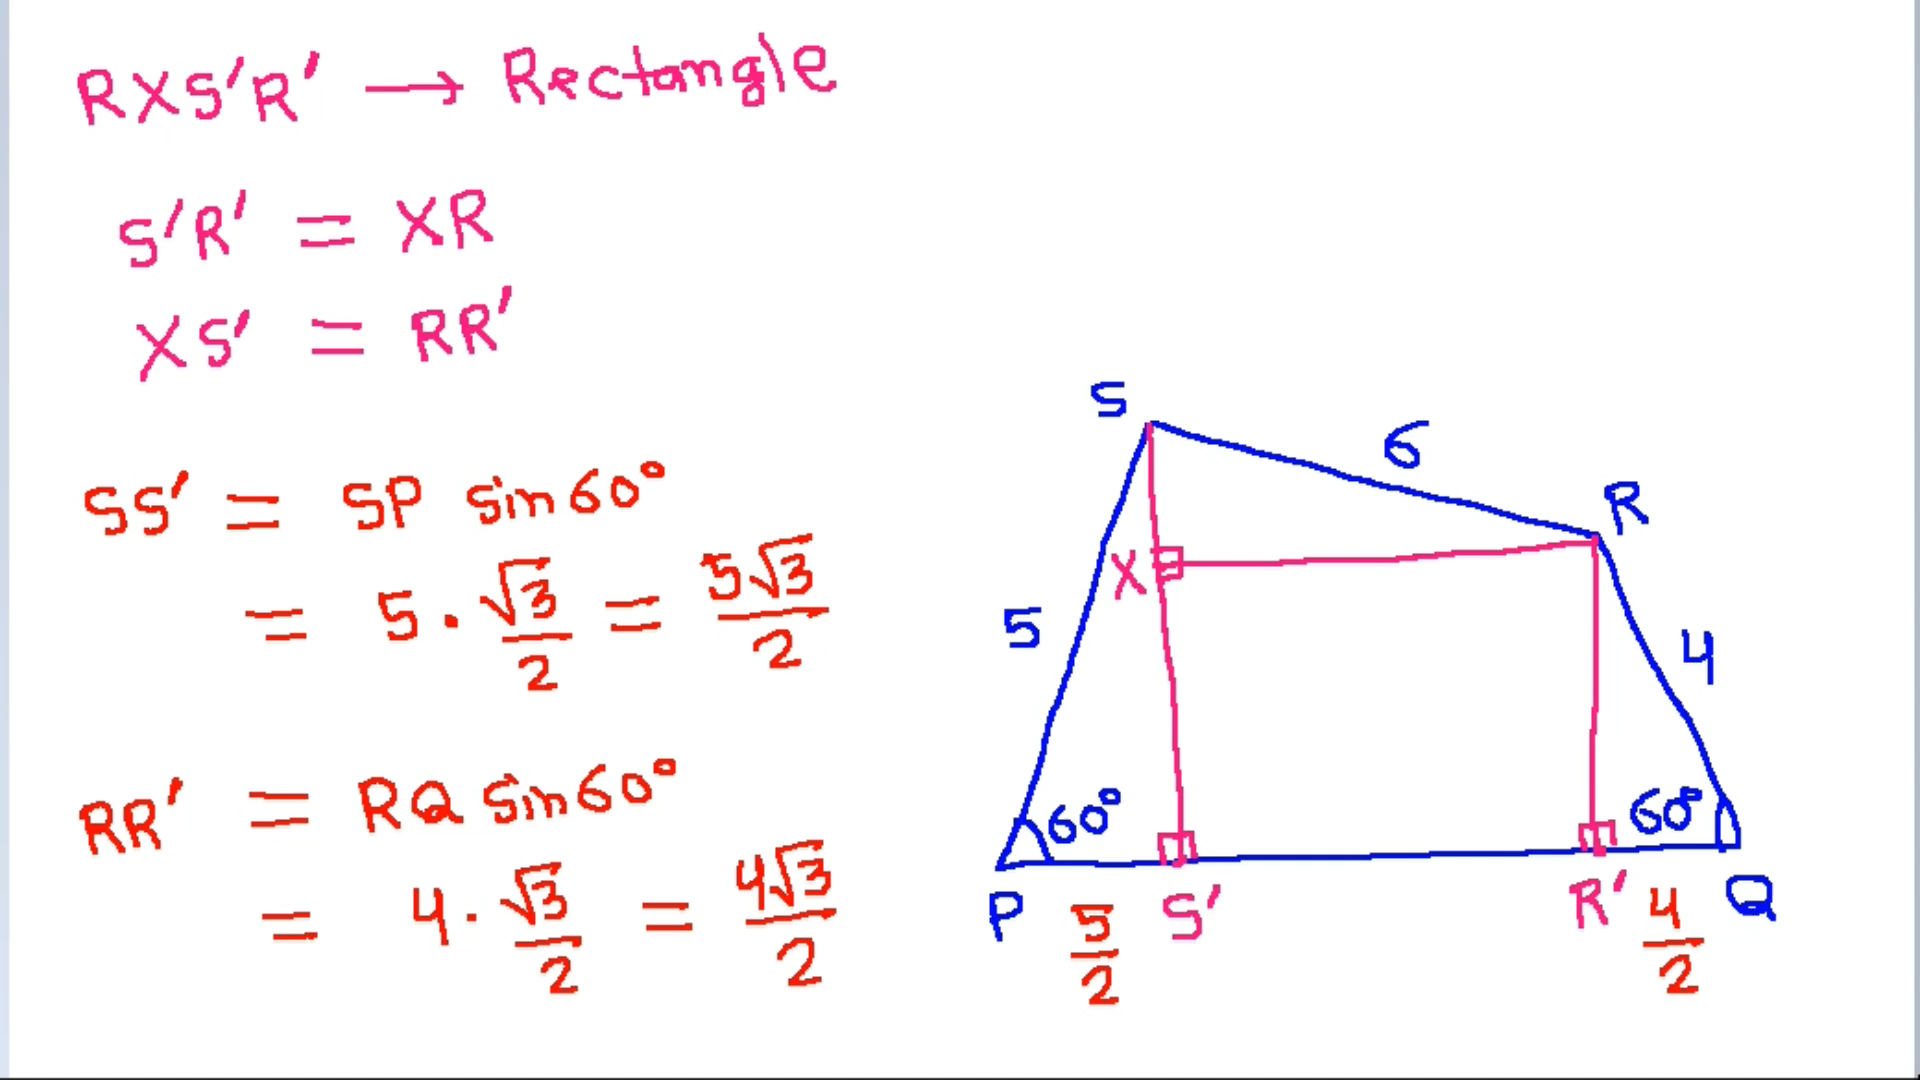 RXS'R' → Rectangle
S'R' = XR
XS' = RR'
SS' = SP sin60°
= 5 · √3/2 = 5√3/2
RR' = RQ sin60°
= 4 · √3/2 = 4√3/2
S
6
R
X
5
4
60°
60°
P
5/2
S'
R'
4/2
Q